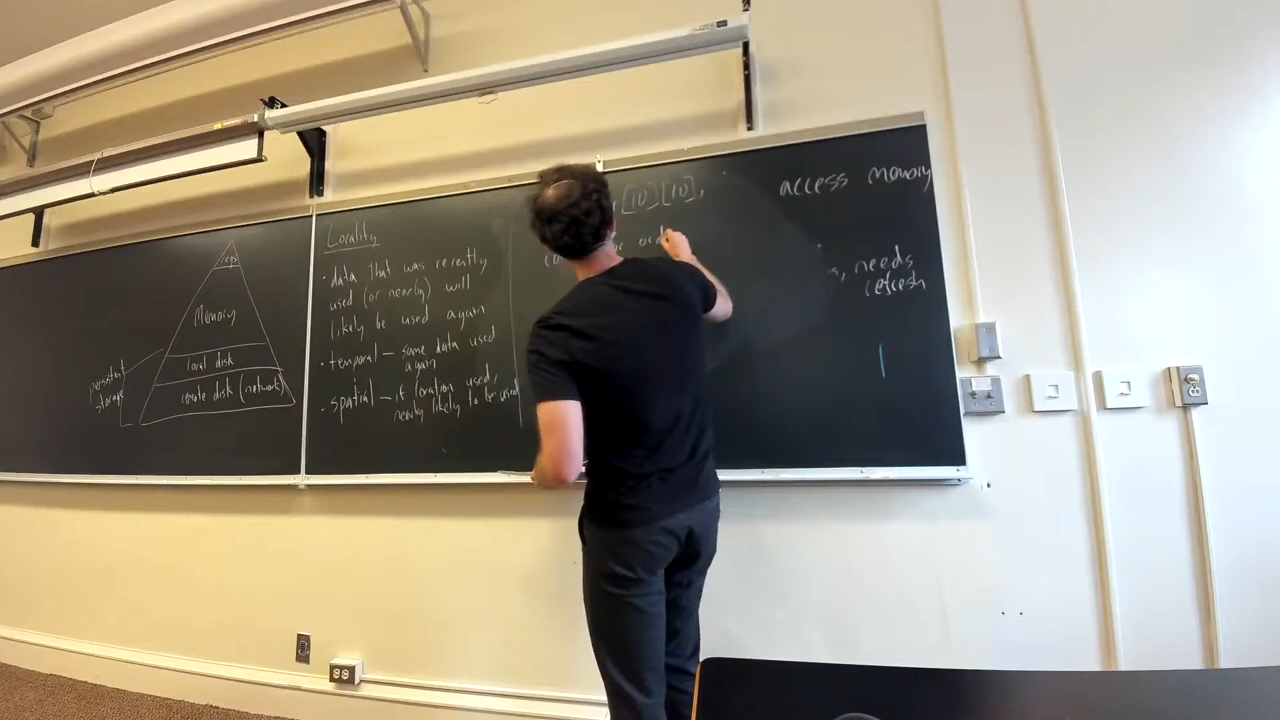 regs
Memory
local disk
remote disk (network)
persistent
storage
Locality
• data that was recently
used (or nearby) will
likely be used again
• temporal – same data used
again
• spatial – if location used,
nearby likely to be used
[10][10],
access memory
needs
refresh